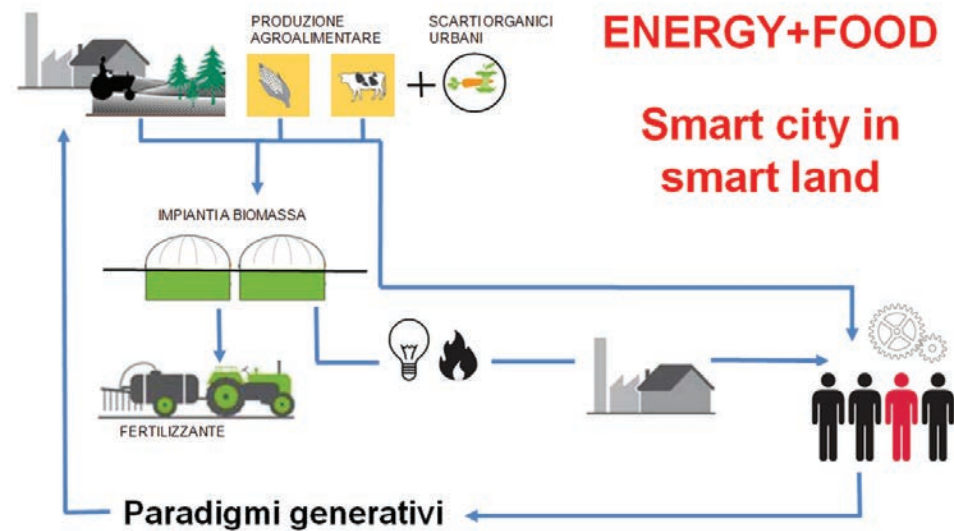 PRODUZIONE
AGROALIMENTARE
SCARTI ORGANICI
URBANI
ENERGY+FOOD
Smart city in
smart land
IMPIANTI A BIOMASSA
FERTILIZZANTE
Paradigmi generativi